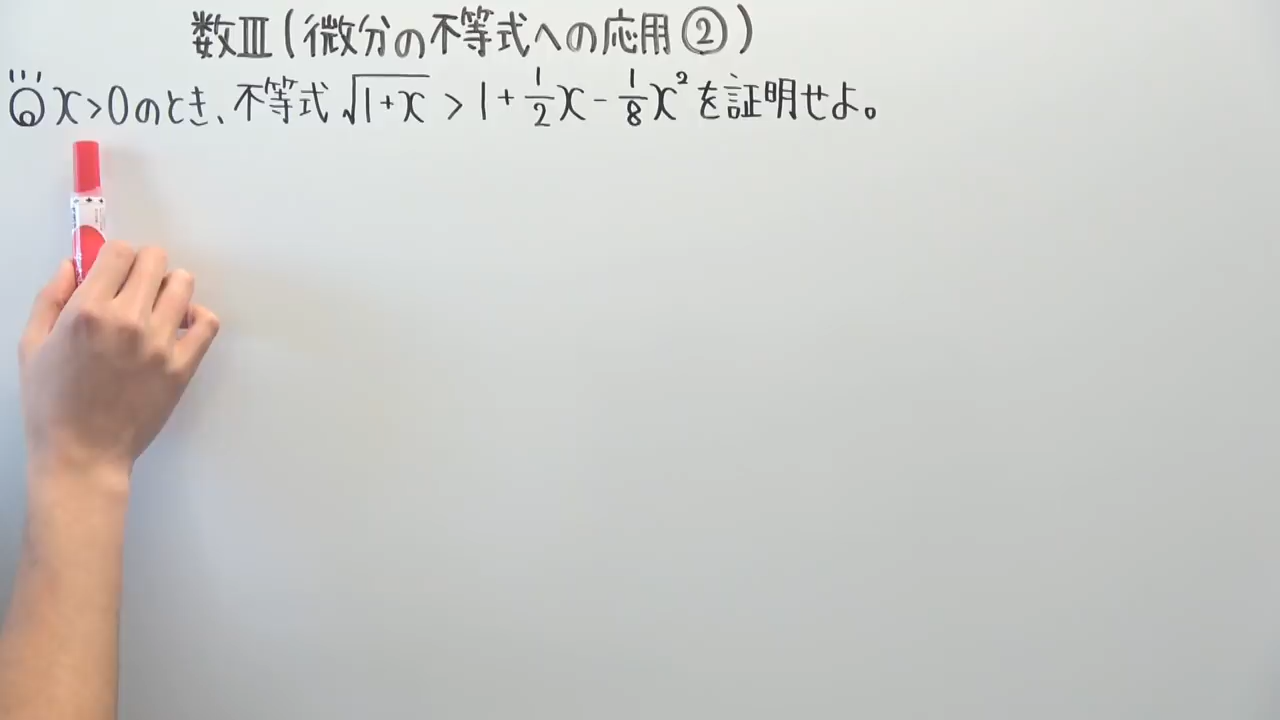 数Ⅲ(微分の不等式への応用②)
x>0のとき、不等式 √1+x > 1+1/2x-1/8x²を証明せよ。